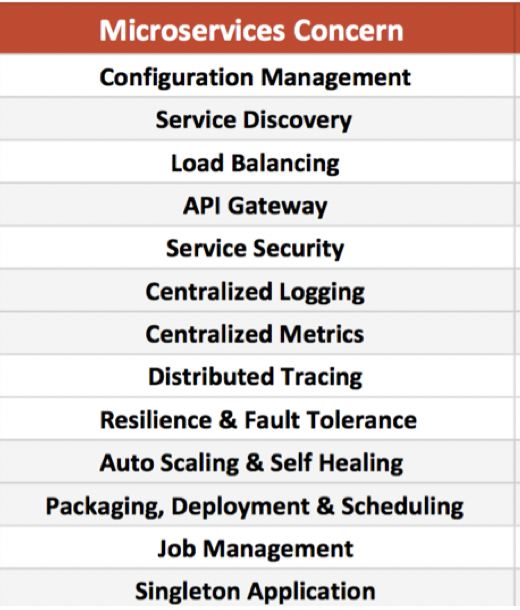 Microservices Concern
Configuration Management
Service Discovery
Load Balancing
API Gateway
Service Security
Centralized Logging
Centralized Metrics
Distributed Tracing
Resilience & Fault Tolerance
Auto Scaling & Self Healing
Packaging, Deployment & Scheduling
Job Management
Singleton Application